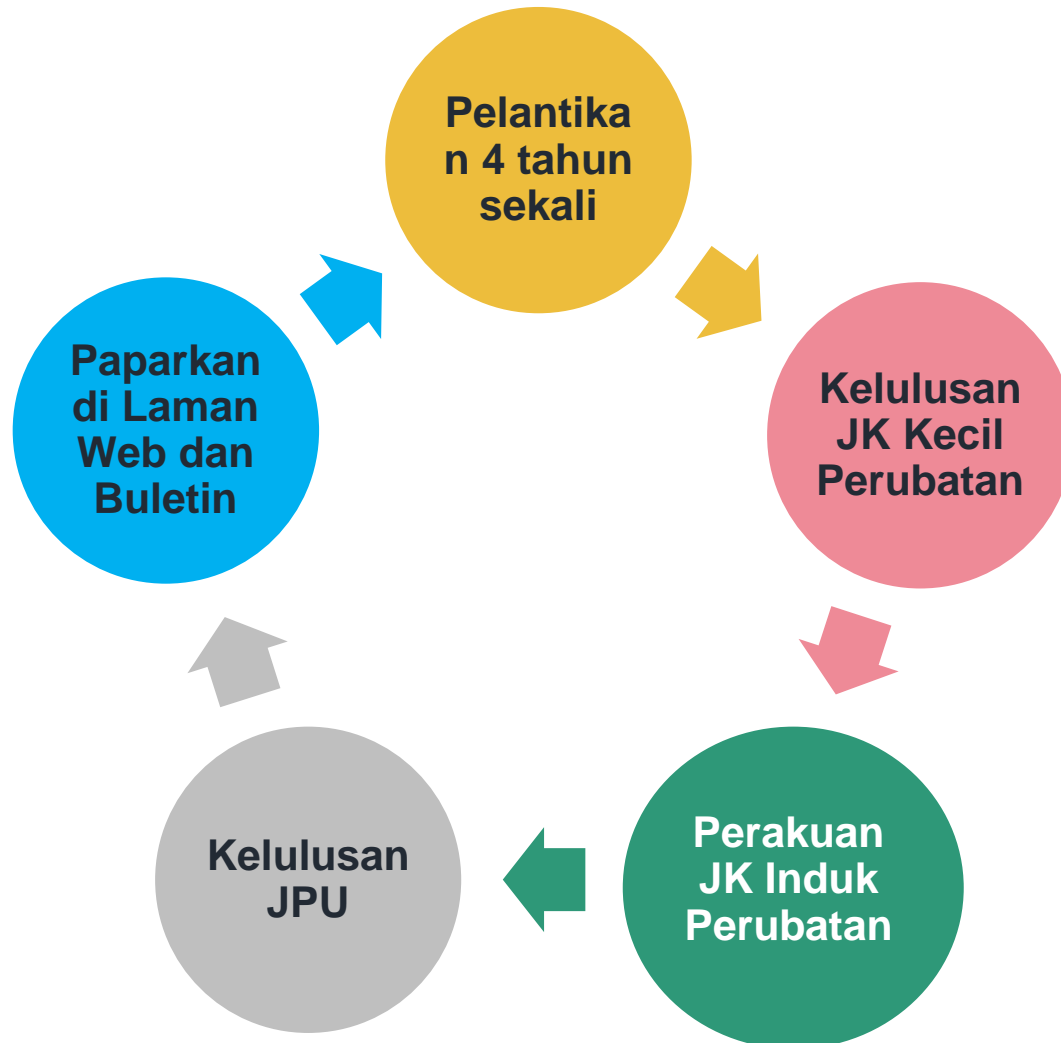 Pelantika
n 4 tahun
sekali
Kelulusan
JK Kecil
Perubatan
Perakuan
JK Induk
Perubatan
Kelulusan
JPU
Paparkan
di Laman
Web dan
Buletin